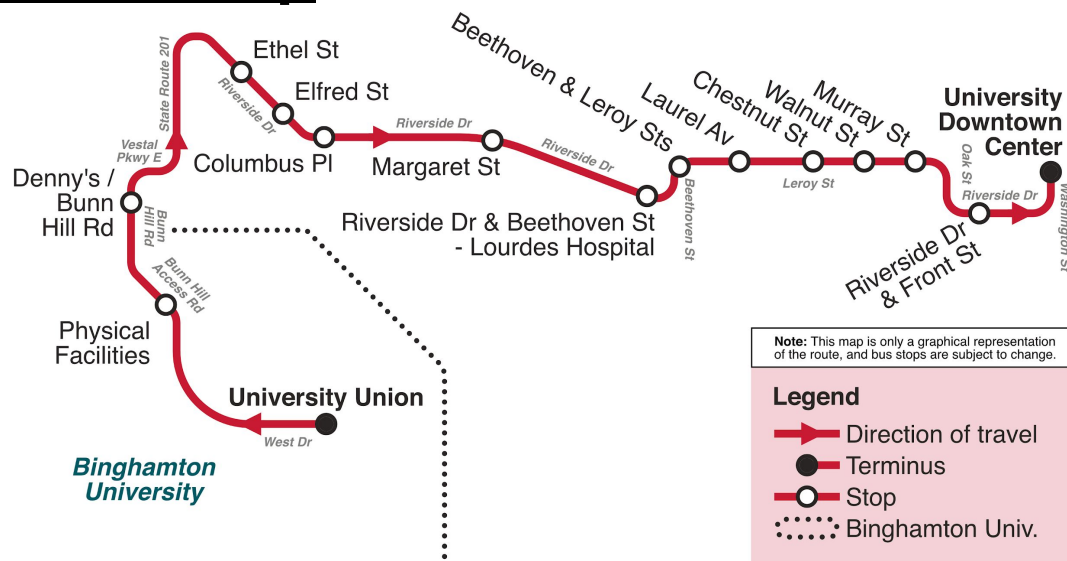 Ethel St
Elfred St
Columbus Pl
Margaret St
Riverside Dr & Beethoven St
- Lourdes Hospital
Beethoven & Leroy Sts
Laurel Av
Chestnut St
Walnut St
Murray St
University
Downtown
Center
Riverside Dr
& Front St
Denny's /
Bunn
Hill Rd
Physical
Facilities
University Union
State Route 201
Vestal
Pkwy E
Riverside Dr
Riverside Dr
Riverside Dr
Beethoven St
Leroy St
Oak St
Riverside Dr
Washington St
Bunn
Hill Rd
Bunn Hill
Access Rd
West Dr
Binghamton
University
Note: This map is only a graphical representation
of the route, and bus stops are subject to change.
Legend
Direction of travel
Terminus
Stop
Binghamton Univ.